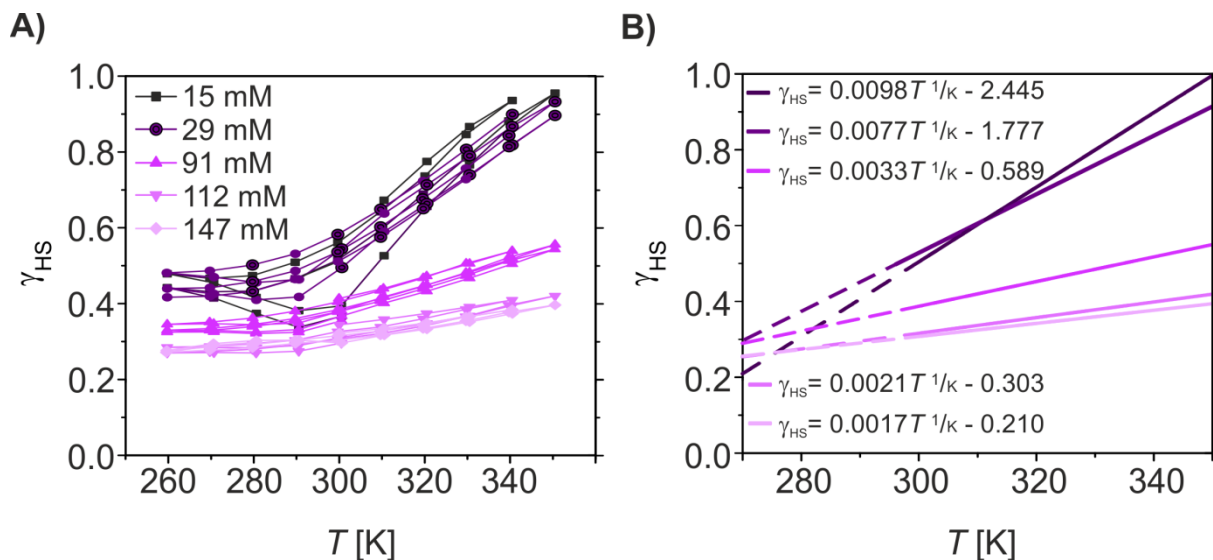 A)
1.0
0.8
0.6
0.4
0.2
0.0
γHS
15 mM
29 mM
91 mM
112 mM
147 mM
260 280 300 320 340
T [K]
B)
1.0
0.8
0.6
0.4
0.2
0.0
γHS
γHS= 0.0098T 1/K - 2.445
γHS= 0.0077T 1/K - 1.777
γHS= 0.0033T 1/K - 0.589
γHS= 0.0021T 1/K - 0.303
γHS= 0.0017T 1/K - 0.210
280 300 320 340
T [K]